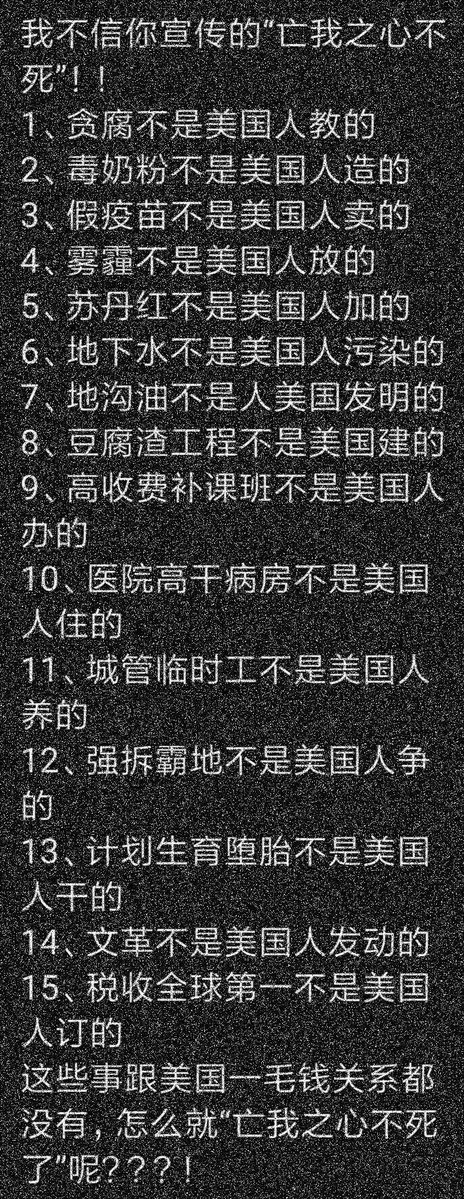 我不信你宣传的“亡我之心不
死”！！
1、贪腐不是美国人教的
2、毒奶粉不是美国人造的
3、假疫苗不是美国人卖的
4、雾霾不是美国人放的
5、苏丹红不是美国人加的
6、地下水不是美国人污染的
7、地沟油不是人美国发明的
8、豆腐渣工程不是美国建的
9、高收费补课班不是美国人
办的
10、医院高干病房不是美国
人住的
11、城管临时工不是美国人
养的
12、强拆霸地不是美国人争
的
13、计划生育堕胎不是美国
人干的
14、文革不是美国人发动的
15、税收全球第一不是美国
人订的
这些事跟美国一毛钱关系都
没有，怎么就“亡我之心不死
了”呢？？？！